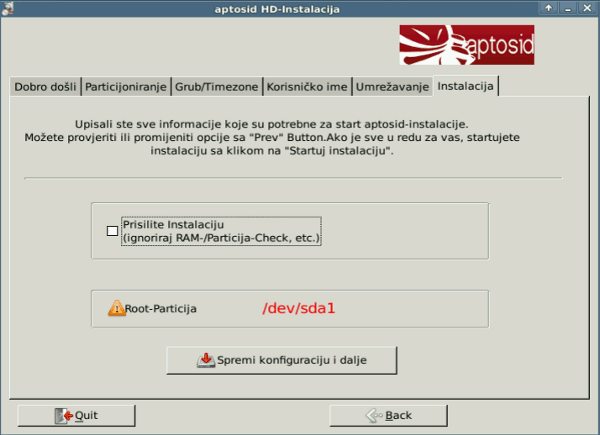 aptosid HD-Instalacija
aptosid
Dobro došli Particijoniranje Grub/Timezone Korisničko ime Umrežavanje Instalacija
Upisali ste sve informacije koje su potrebne za start aptosid-instalacije.
Možete provjeriti ili promijeniti opcije sa "Prev" Button.Ako je sve u redu za vas, startujete
instalaciju sa klikom na "Startuj instalaciju".
Prisilite Instalaciju
(ignoriraj RAM-/Particija-Check, etc.)
Root-Particija /dev/sda1
Spremi konfiguraciju i dalje
Quit Back